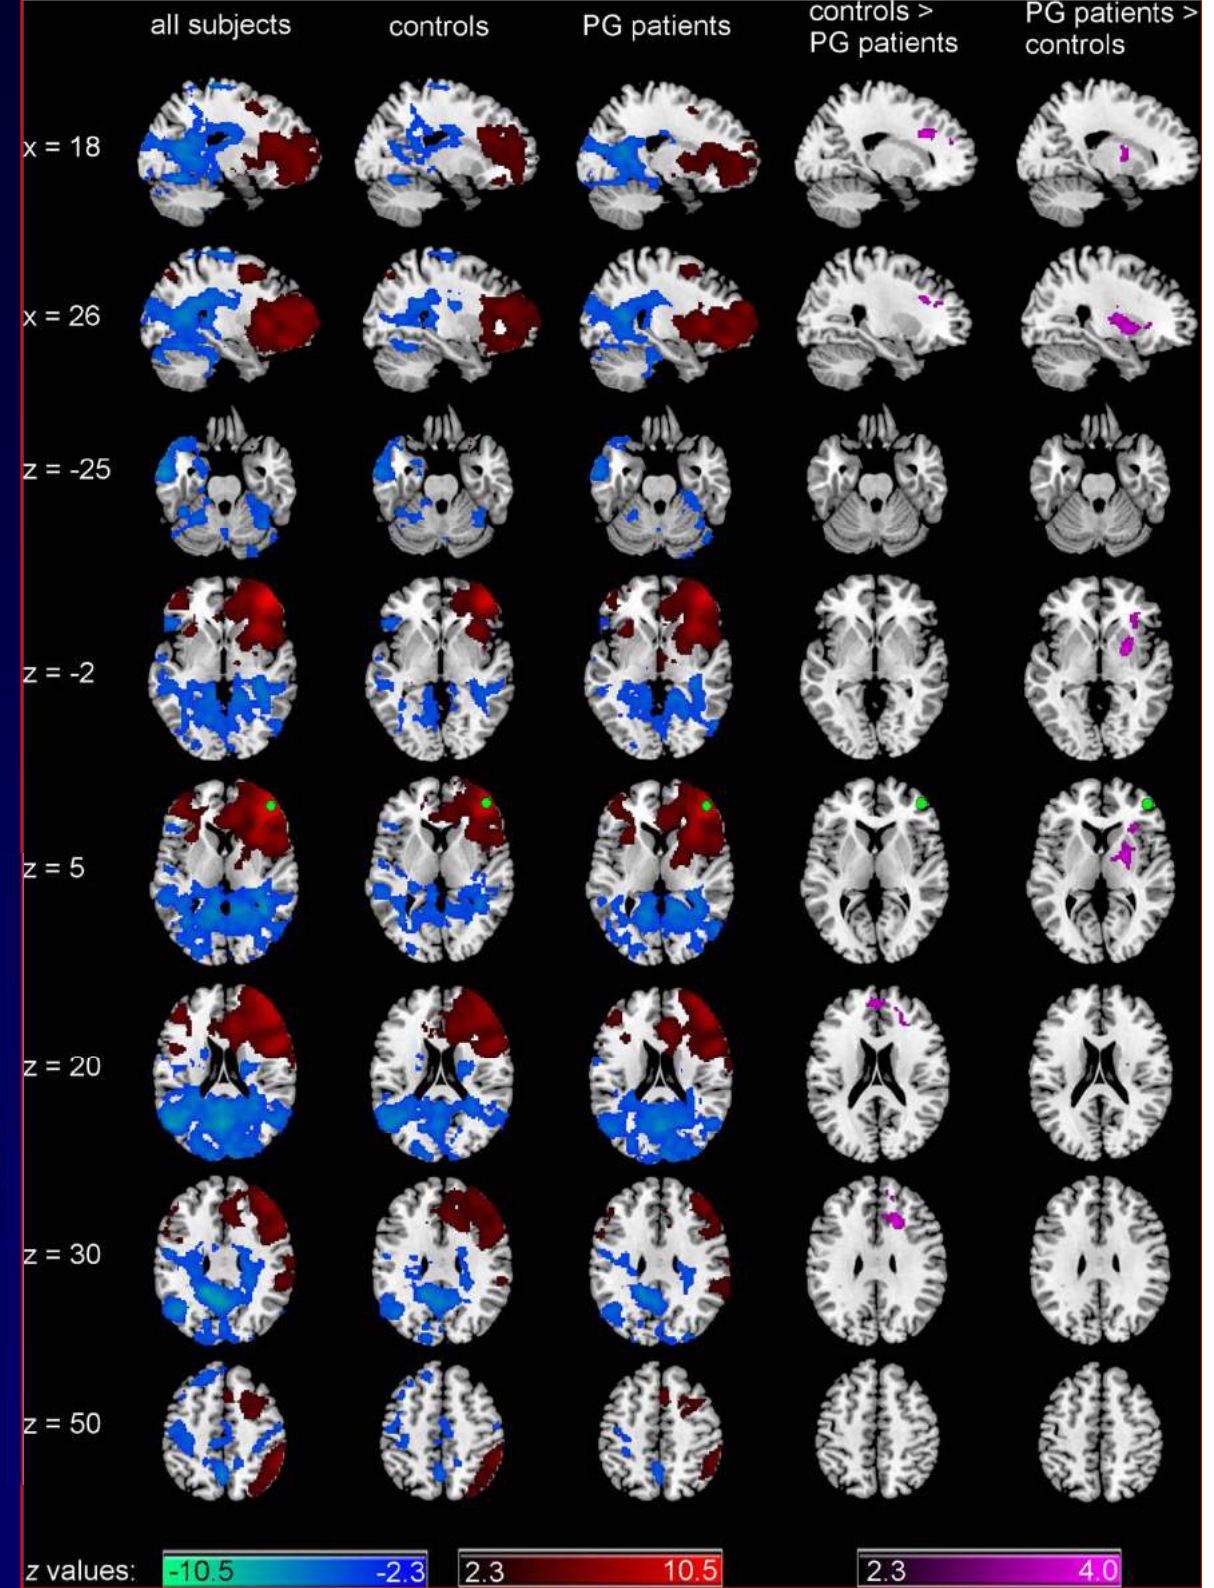 all subjects controls PG patients controls > PG patients > 
PG patients controls
x = 18
x = 26
z = -25
z = -2
z = 5
z = 20
z = 30
z = 50
z values: -10.5 -2.3 2.3 10.5 2.3 4.0